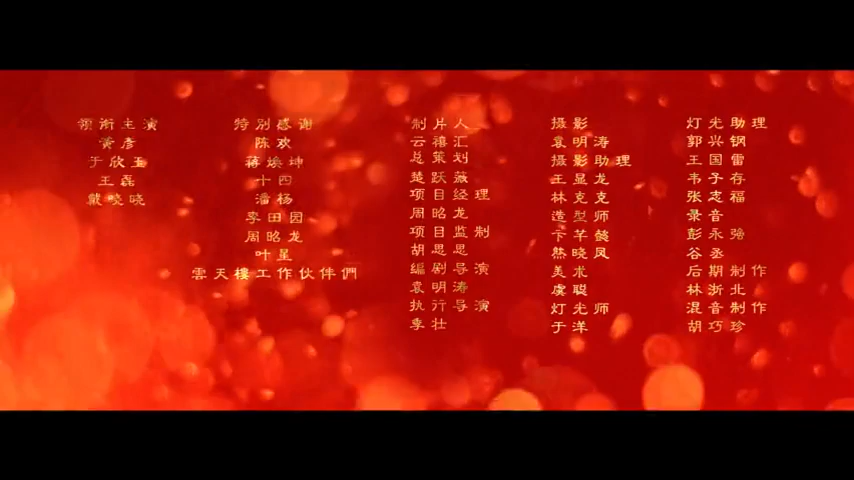 领衔主演
黄彦
于欣玉
王磊
戴晓晓
特别感谢
陈欢
蒋焕坤
十四
潘杨
李田园
周昭龙
叶星
雲天樓工作伙伴們
制片人
云禧汇
总策划
楚跃薇
项目经理
周昭龙
项目监制
胡思思
编剧导演
袁明涛
执行导演
李壮
摄影
袁明涛
摄影助理
王显龙
林克克
造型师
卞芊懿
熊晓凤
美术
虞聪
灯光师
于洋
灯光助理
郭兴钢
王国雷
韦子存
张志福
录音
彭永强
谷丞
后期制作
林浙北
混音制作
胡巧珍